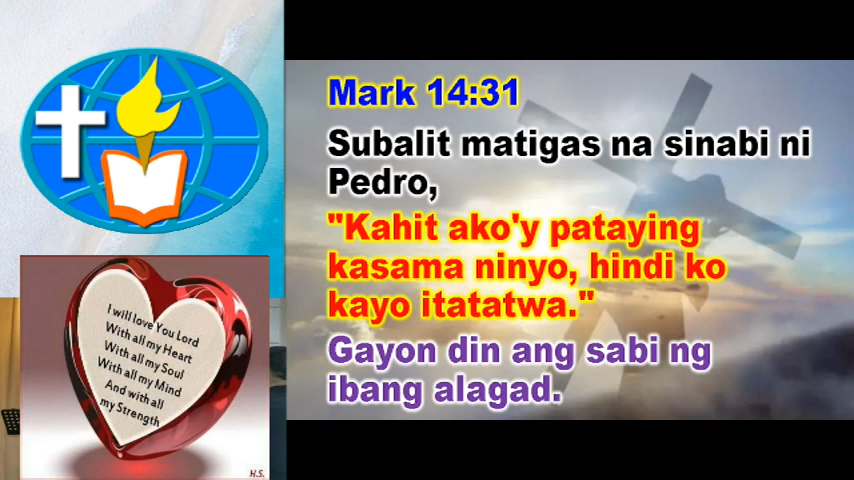 Mark 14:31
Subalit matigas na sinabi ni
Pedro,
"Kahit ako'y pataying
kasama ninyo, hindi ko
kayo itatatwa."
Gayon din ang sabi ng
ibang alagad.
I will love You Lord
With all my Heart
With all my Soul
With all my Mind
And with all
my Strength
H.S.